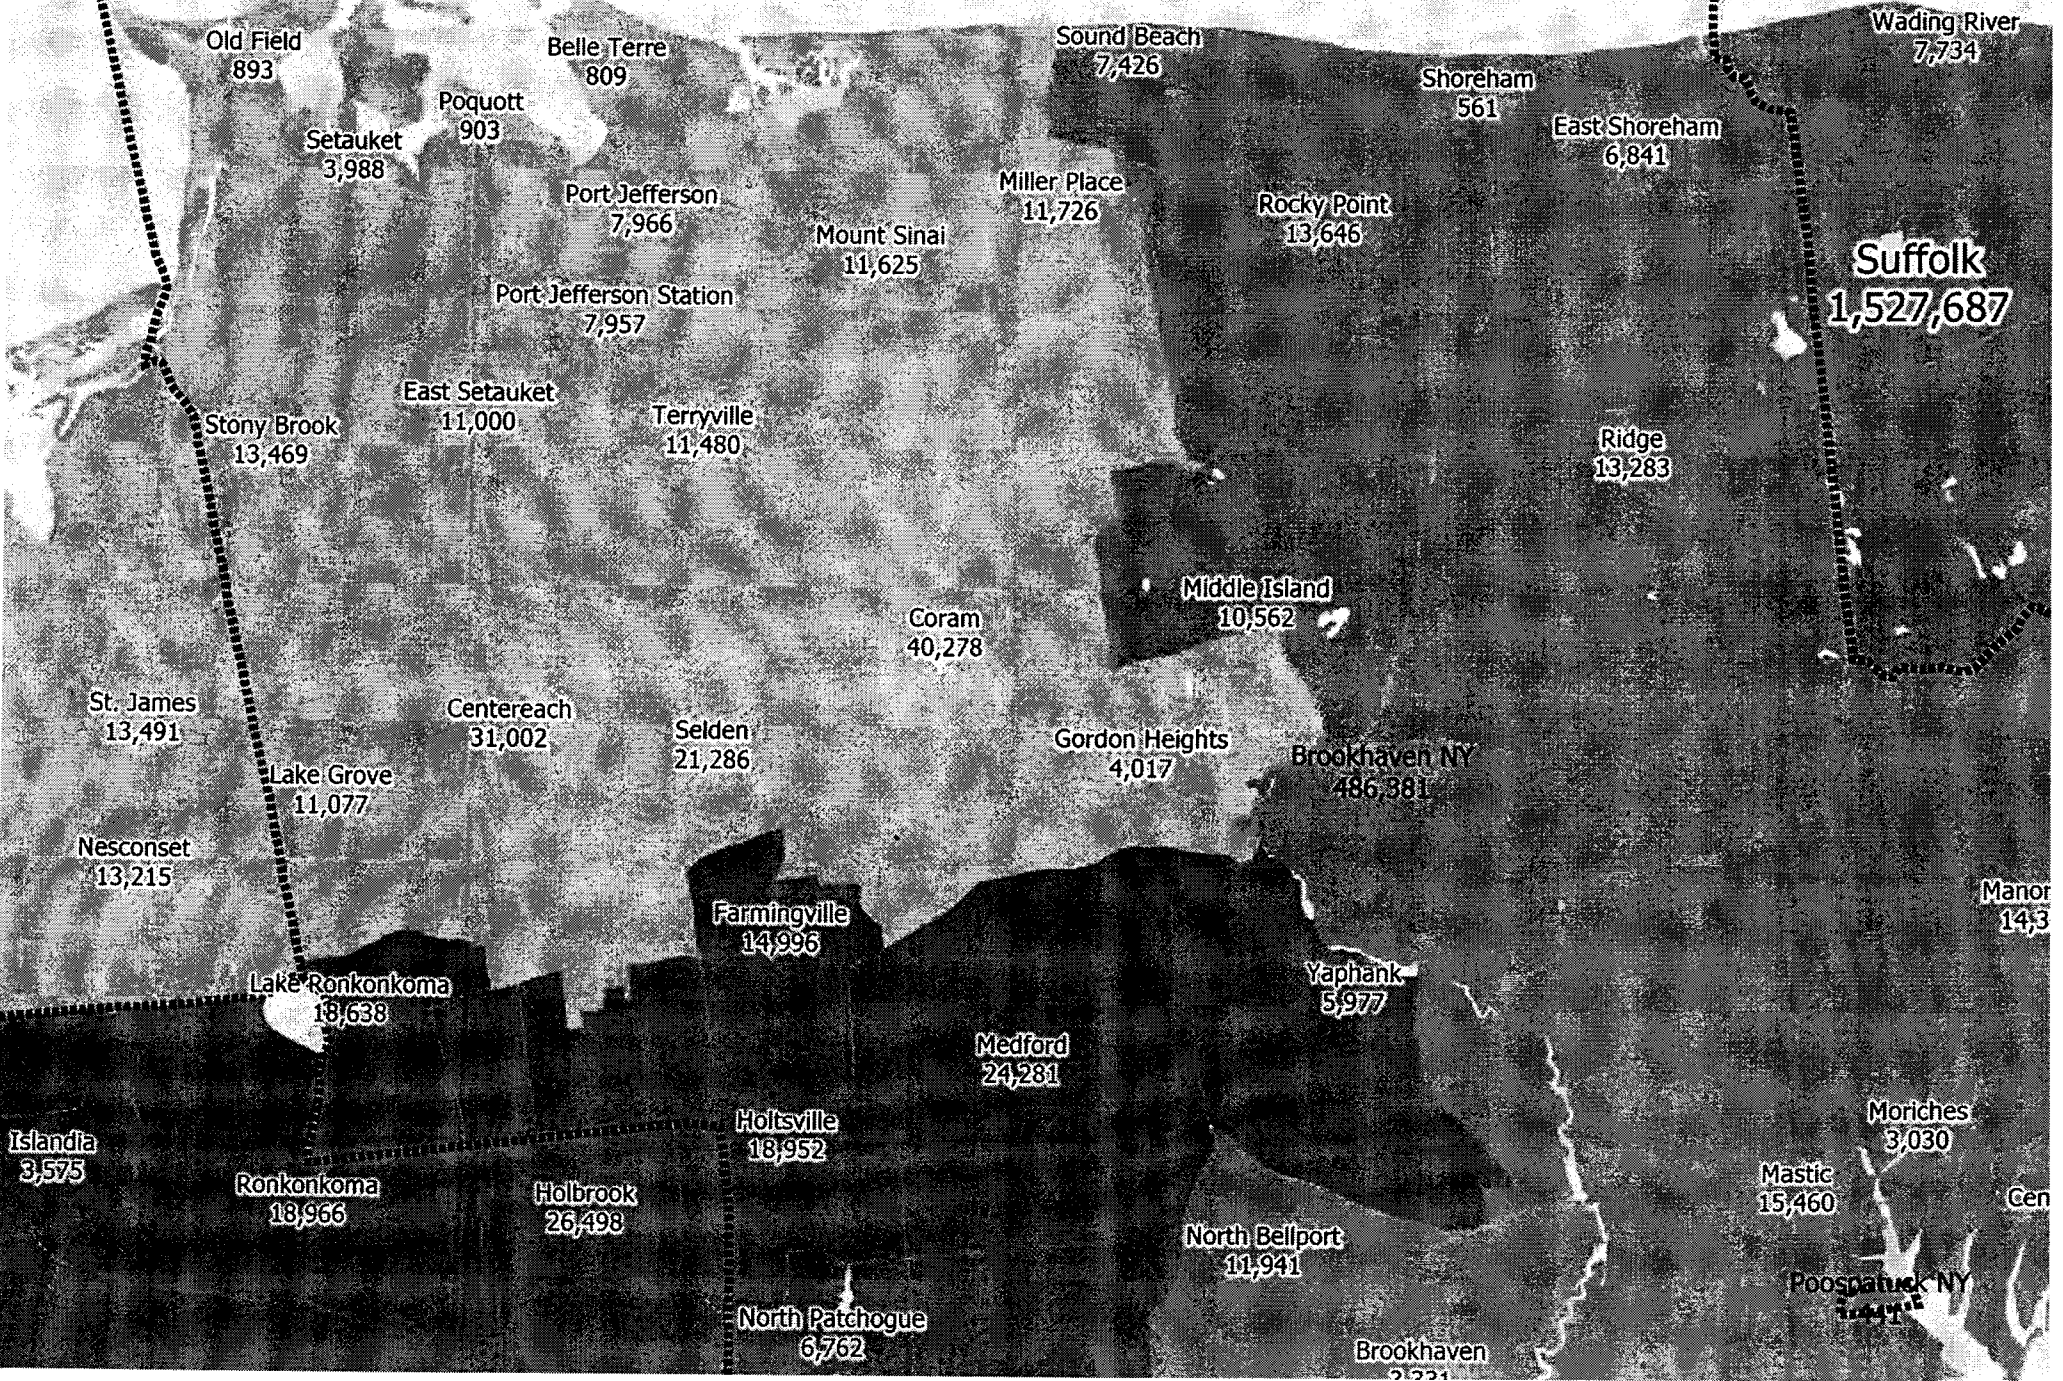 Old Field
893
Belle Terre
809
Sound Beach
7,426
Wading River
7,734
Shoreham
561
Poquott
903
Setauket
3,988
East Shoreham
6,841
Port Jefferson
7,966
Miller Place
11,726
Rocky Point
13,646
Mount Sinai
11,625
Suffolk
1,527,687
Port Jefferson Station
7,957
East Setauket
11,000
Stony Brook
13,469
Terryville
11,480
Ridge
13,283
Middle Island
10,562
Coram
40,278
St. James
13,491
Centereach
31,002
Selden
21,286
Gordon Heights
4,017
Brookhaven NY
486,381
Lake Grove
11,077
Nesconset
13,215
Manor
14,3
Farmingville
14,996
Lake Ronkonkoma
18,638
Yaphank
5,977
Medford
24,281
Holtsville
18,952
Moriches
3,030
Islandia
3,575
Mastic
15,460
Ronkonkoma
18,966
Holbrook
26,498
Cen
North Bellport
11,941
Poospatuck NY
441
North Patchogue
6,762
Brookhaven